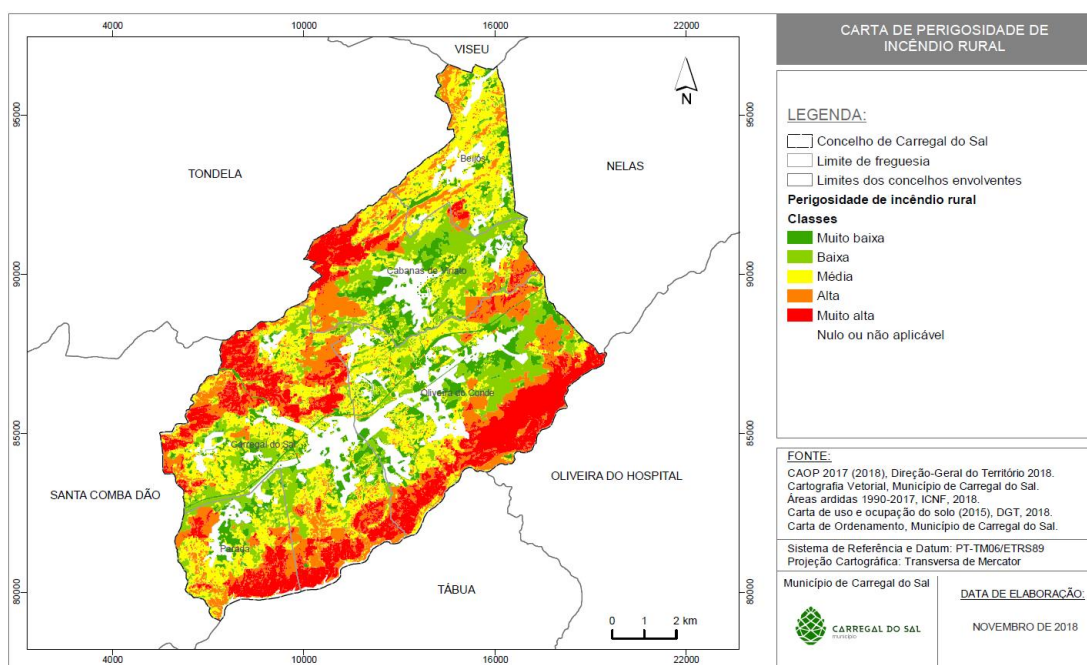 4000
10000
16000
22000
VISEU
N
95000
95000
TONDELA
NELAS
Beijós
90000
90000
Cabanas de Viriato
Oliveira do Conde
85000
85000
Carregal do Sal
SANTA COMBA DÃO
OLIVEIRA DO HOSPITAL
Parada
80000
80000
TÁBUA
0 1 2 km
4000
10000
16000
22000
CARTA DE PERIGOSIDADE DE
INCÊNDIO RURAL
LEGENDA:
Concelho de Carregal do Sal
Limite de freguesia
Limites dos concelhos envolventes
Perigosidade de incêndio rural
Classes
Muito baixa
Baixa
Média
Alta
Muito alta
Nulo ou não aplicável
FONTE:
CAOP 2017 (2018), Direção-Geral do Território 2018.
Cartografia Vetorial, Município de Carregal do Sal.
Áreas ardidas 1990-2017, ICNF, 2018.
Carta de uso e ocupação do solo (2015), DGT, 2018.
Carta de Ordenamento, Município de Carregal do Sal.
Sistema de Referência e Datum: PT-TM06/ETRS89
Projeção Cartográfica: Transversa de Mercator
Município de Carregal do Sal
CARREGAL DO SAL
município
DATA DE ELABORAÇÃO:
NOVEMBRO DE 2018